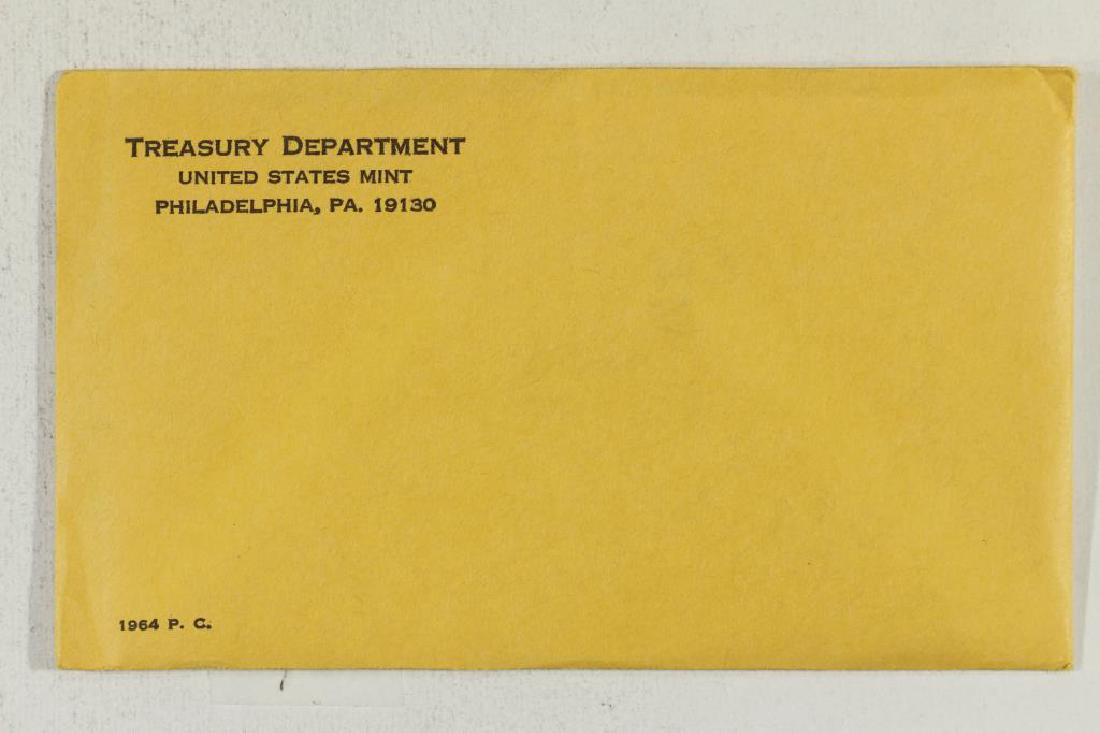 TREASURY DEPARTMENT
UNITED STATES MINT
PHILADELPHIA, PA. 19130
1964 P. C.